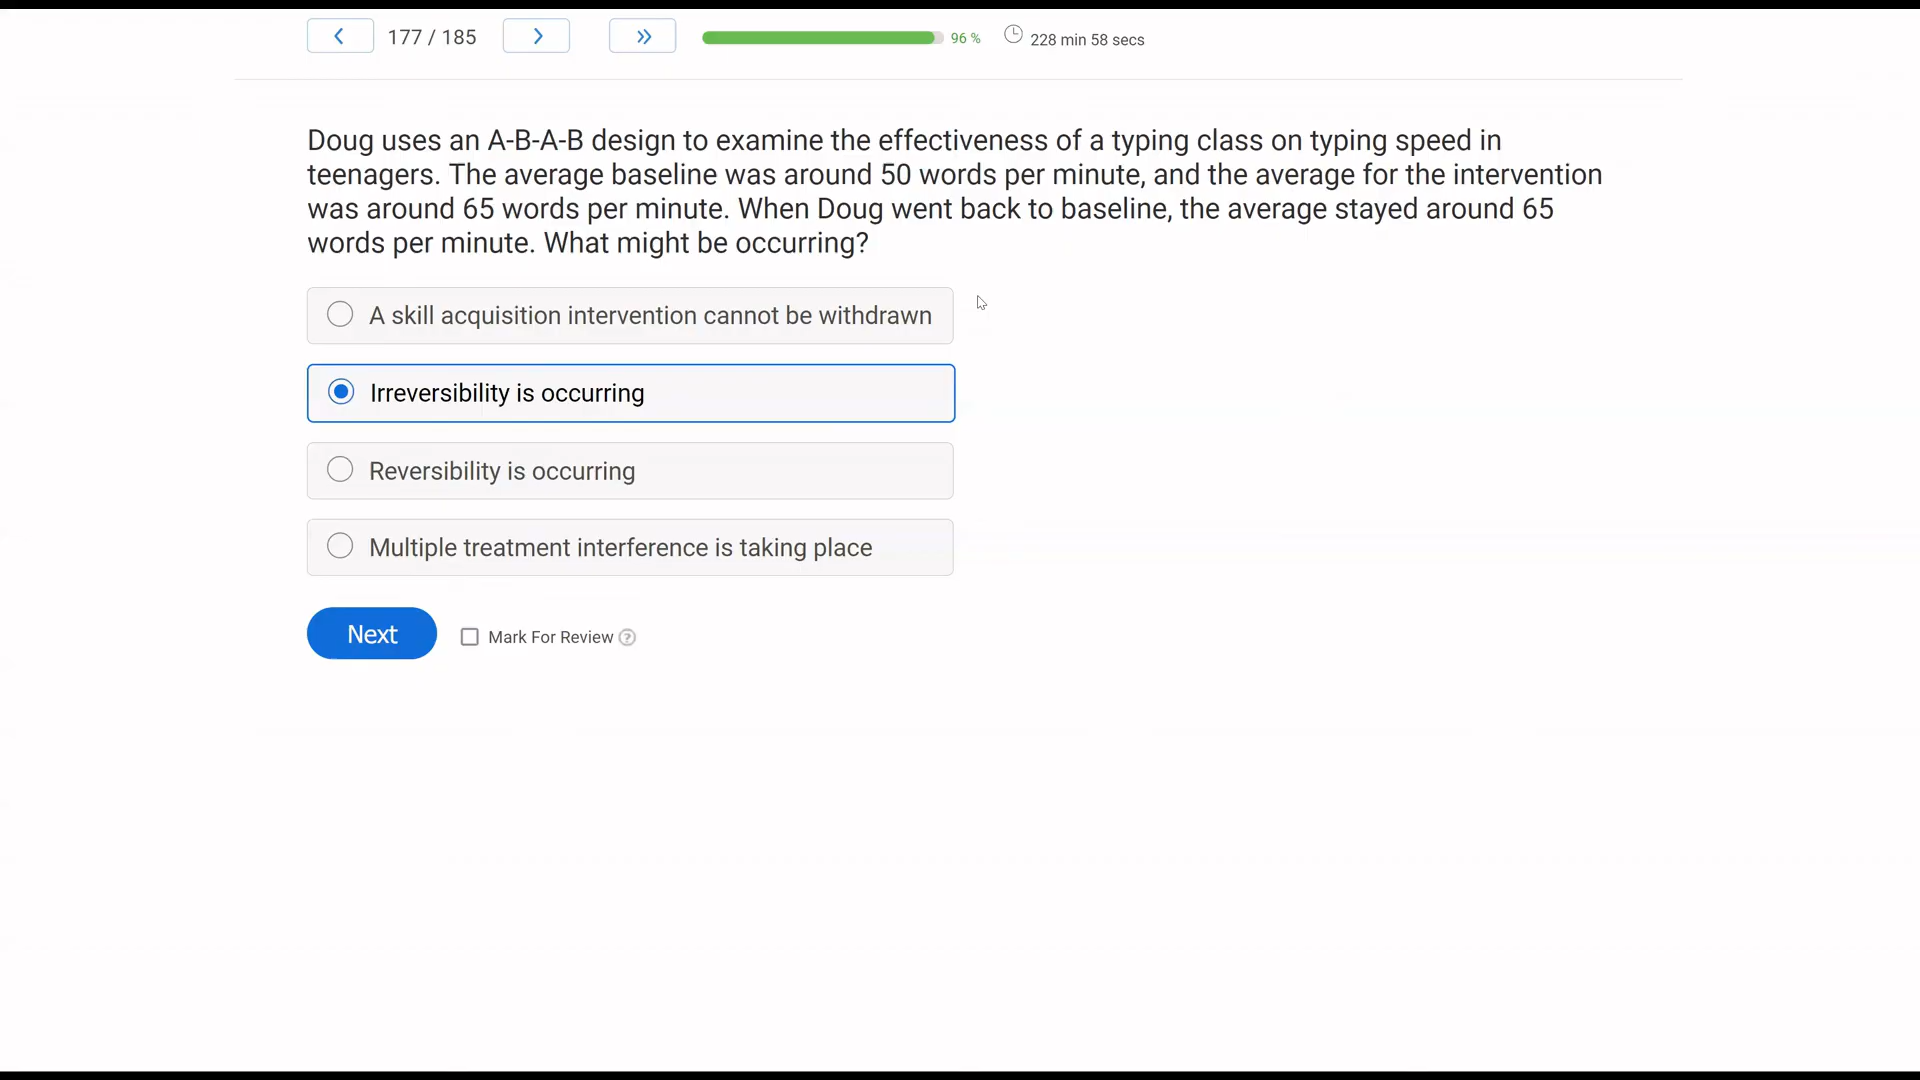 177 / 185
96 %
228 min 58 secs
Doug uses an A-B-A-B design to examine the effectiveness of a typing class on typing speed in
teenagers. The average baseline was around 50 words per minute, and the average for the intervention
was around 65 words per minute. When Doug went back to baseline, the average stayed around 65
words per minute. What might be occurring?
A skill acquisition intervention cannot be withdrawn
Irreversibility is occurring
Reversibility is occurring
Multiple treatment interference is taking place
Next
Mark For Review ?